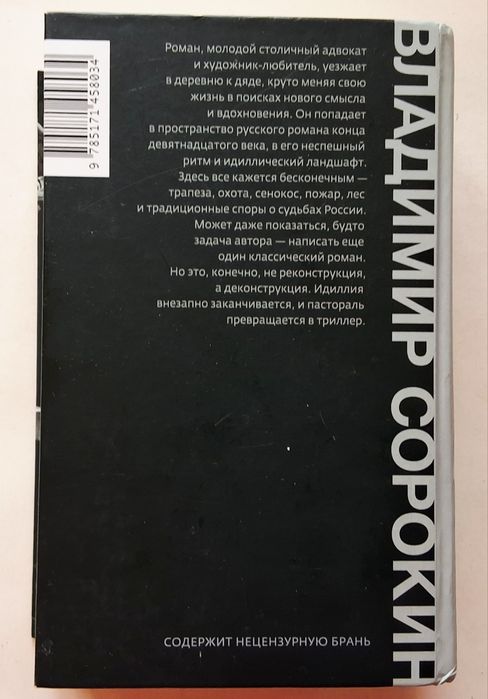 Роман, молодой столичный адвокат
и художник-любитель, уезжает
в деревню к дяде, круто меняя свою
жизнь в поисках нового смысла
и вдохновения. Он попадает
в пространство русского романа конца
девятнадцатого века, в его неспешный
ритм и идиллический ландшафт.
Здесь все кажется бесконечным —
трапеза, охота, сенокос, пожар, лес
и традиционные споры о судьбах России.
Может даже показаться, будто
задача автора — написать еще
один классический роман.
Но это, конечно, не реконструкция,
а деконструкция. Идиллия
внезапно заканчивается, и пастораль
превращается в триллер.
9 785171 458034
ВЛАДИМИР СОРОКИН
СОДЕРЖИТ НЕЦЕНЗУРНУЮ БРАНЬ